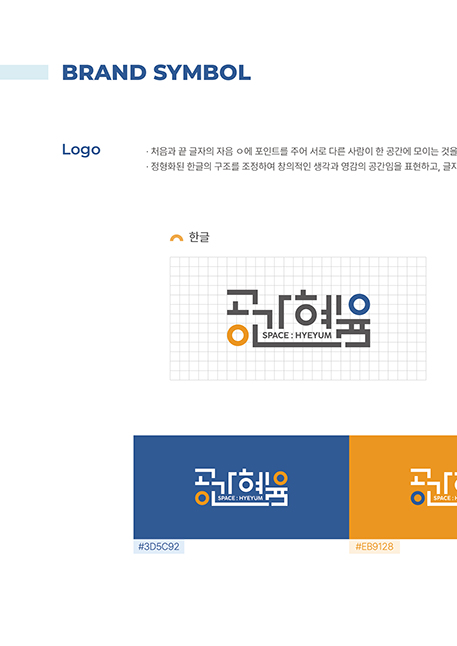 BRAND SYMBOL
Logo
· 처음과 끝 글자의 자음 ㅇ에 포인트를 주어 서로 다른 사람이 한 공간에 모이는 것을
· 정형화된 한글의 구조를 조정하여 창의적인 생각과 영감의 공간임을 표현하고, 글자
한글
공간혜윰
SPACE : HYEYUM
공간혜윰
SPACE : HYEYUM
공간
SPACE : HY
#3D5C92
#EB9128